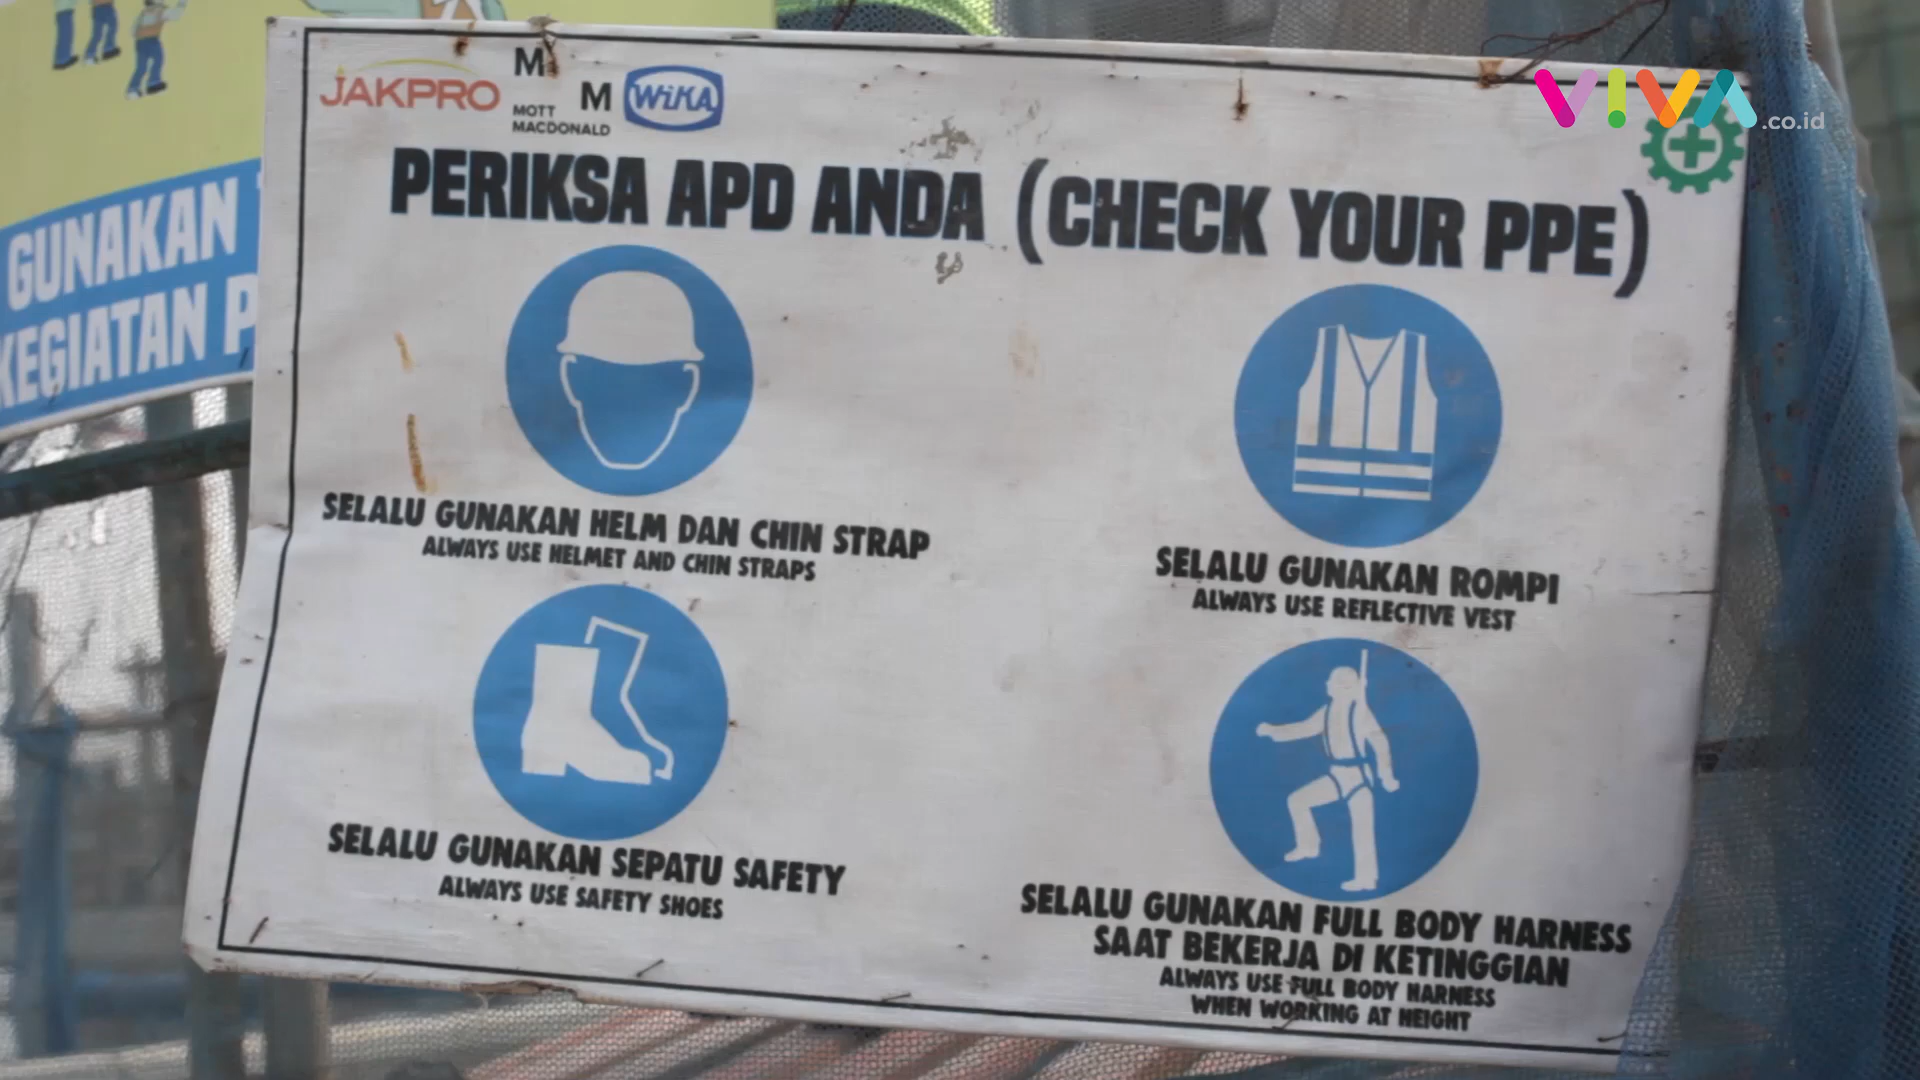 JAKPRO
M
M
MOTT
MACDONALD
WIKA
VIVA.co.id
PERIKSA APD ANDA (CHECK YOUR PPE)
GUNAKAN
KEGIATAN P
SELALU GUNAKAN HELM DAN CHIN STRAP
ALWAYS USE HELMET AND CHIN STRAPS
SELALU GUNAKAN ROMPI
ALWAYS USE REFLECTIVE VEST
SELALU GUNAKAN SEPATU SAFETY
ALWAYS USE SAFETY SHOES
SELALU GUNAKAN FULL BODY HARNESS
SAAT BEKERJA DI KETINGGIAN
ALWAYS USE FULL BODY HARNESS
WHEN WORKING AT HEIGHT